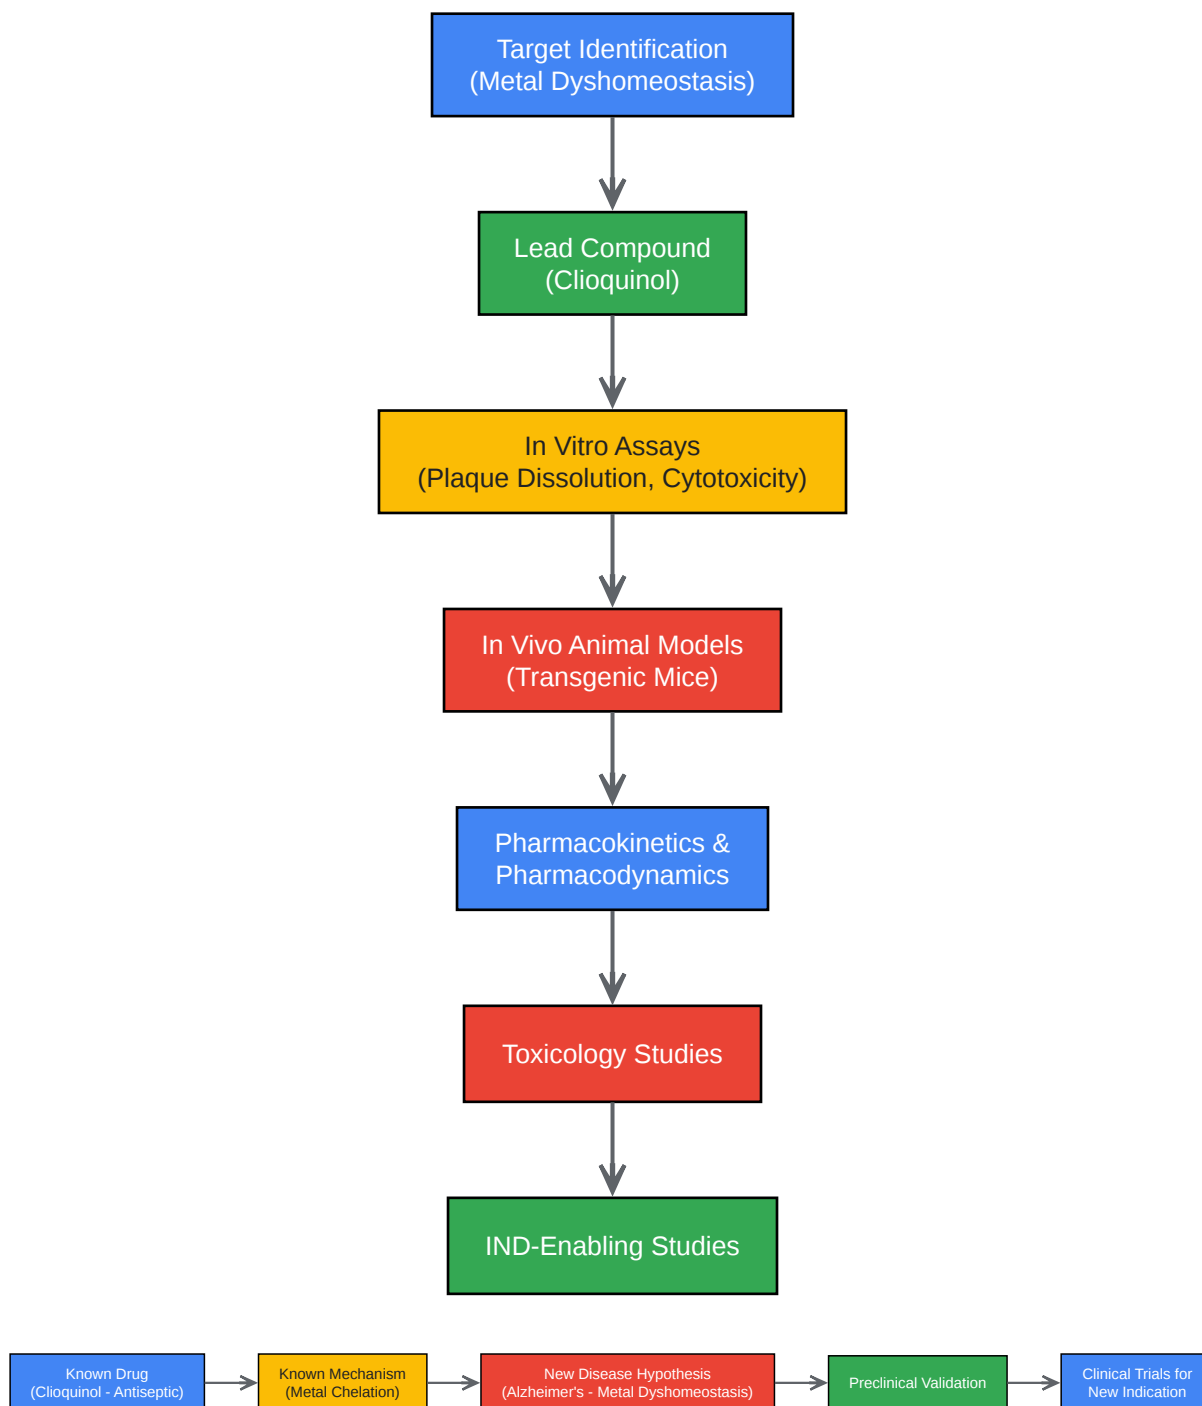 Target Identification
(Metal Dyshomeostasis)
Lead Compound
(Clioquinol)
In Vitro Assays
(Plaque Dissolution, Cytotoxicity)
In Vivo Animal Models
(Transgenic Mice)
Pharmacokinetics &
Pharmacodynamics
Toxicology Studies
IND-Enabling Studies
Known Drug
(Clioquinol - Antiseptic)
Known Mechanism
(Metal Chelation)
New Disease Hypothesis
(Alzheimer's - Metal Dyshomeostasis)
Preclinical Validation
Clinical Trials for
New Indication